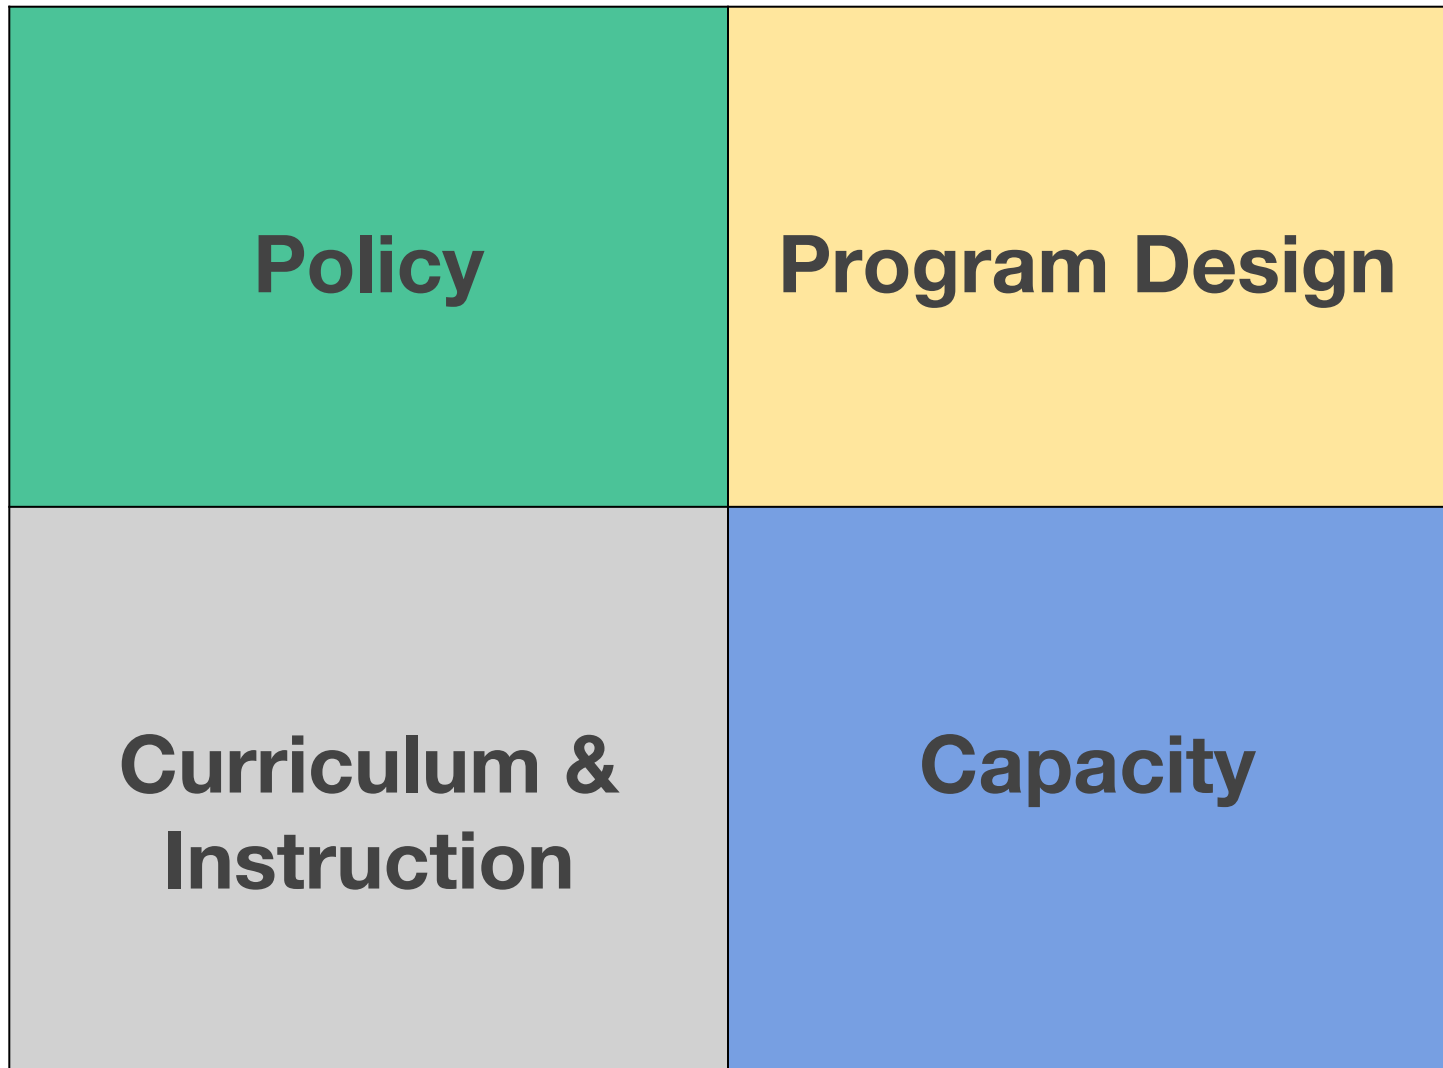 Policy
Program Design
Curriculum &
Instruction
Capacity